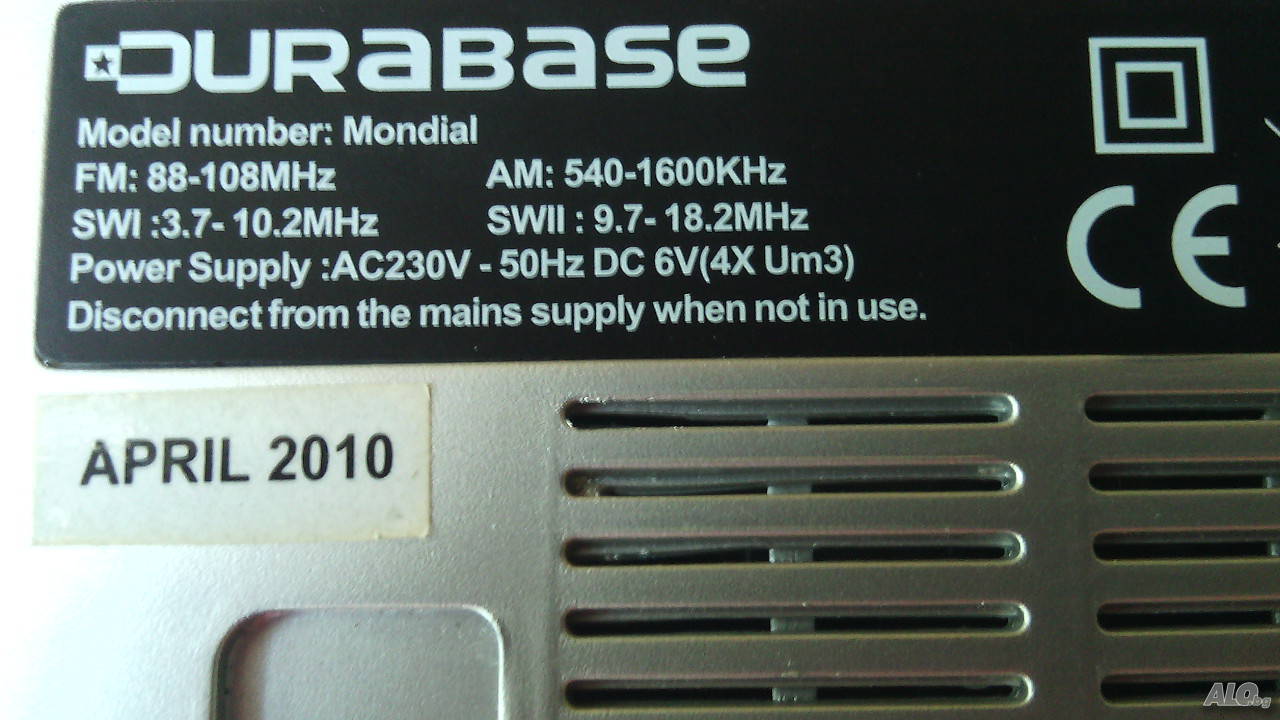 DURABASE
Model number: Mondial
FM: 88-108MHz AM: 540-1600KHz
SWI :3.7- 10.2MHz SWII : 9.7- 18.2MHz
Power Supply :AC230V - 50Hz DC 6V(4X Um3)
Disconnect from the mains supply when not in use.
CE
APRIL 2010
ALO.bg